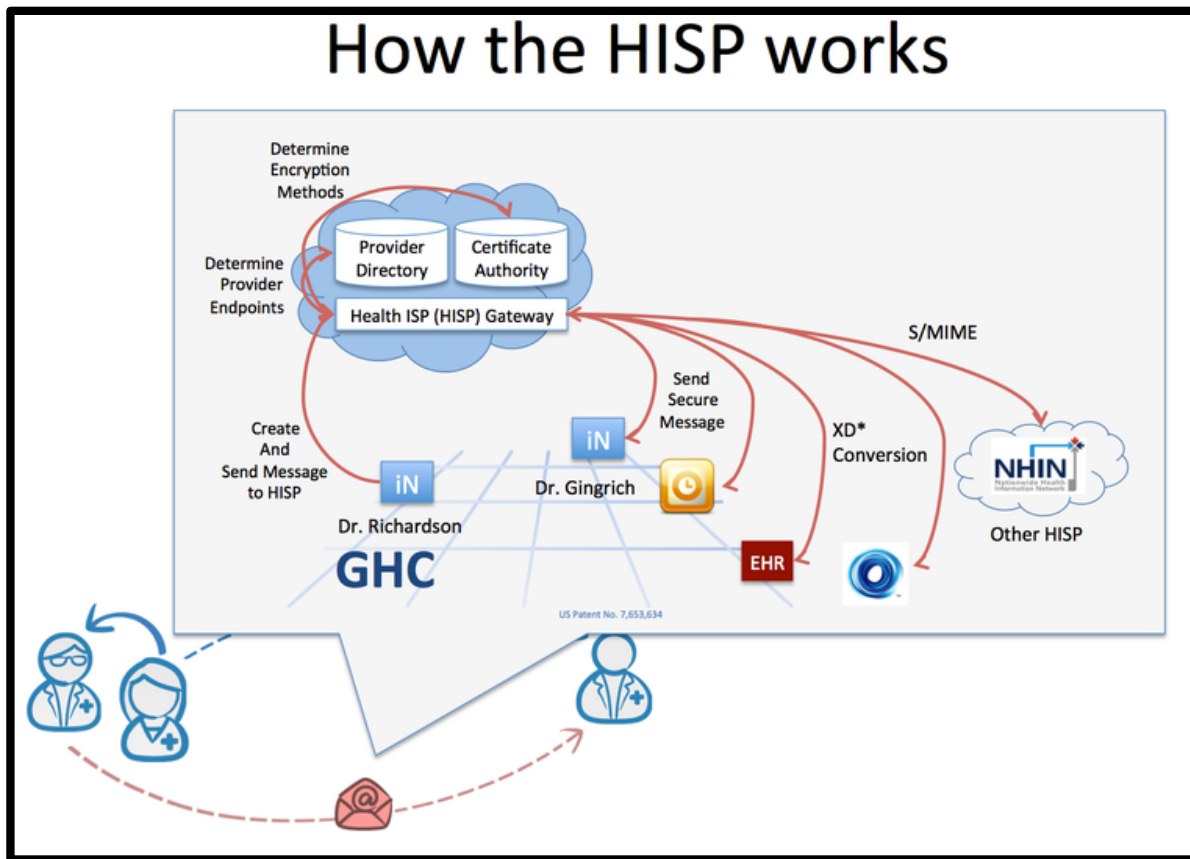 How the HISP works
Determine
Encryption
Methods
Provider
Directory
Certificate
Authority
Determine
Provider
Endpoints
Health ISP (HISP) Gateway
S/MIME
Send
Secure
Message
Create
And
Send Message
to HISP
XD*
Conversion
iN
iN
Dr. Gingrich
Dr. Richardson
GHC
NHIN
Nationwide Health
Information Network
Other HISP
EHR
TM
US Patent No. 7,653,634
@